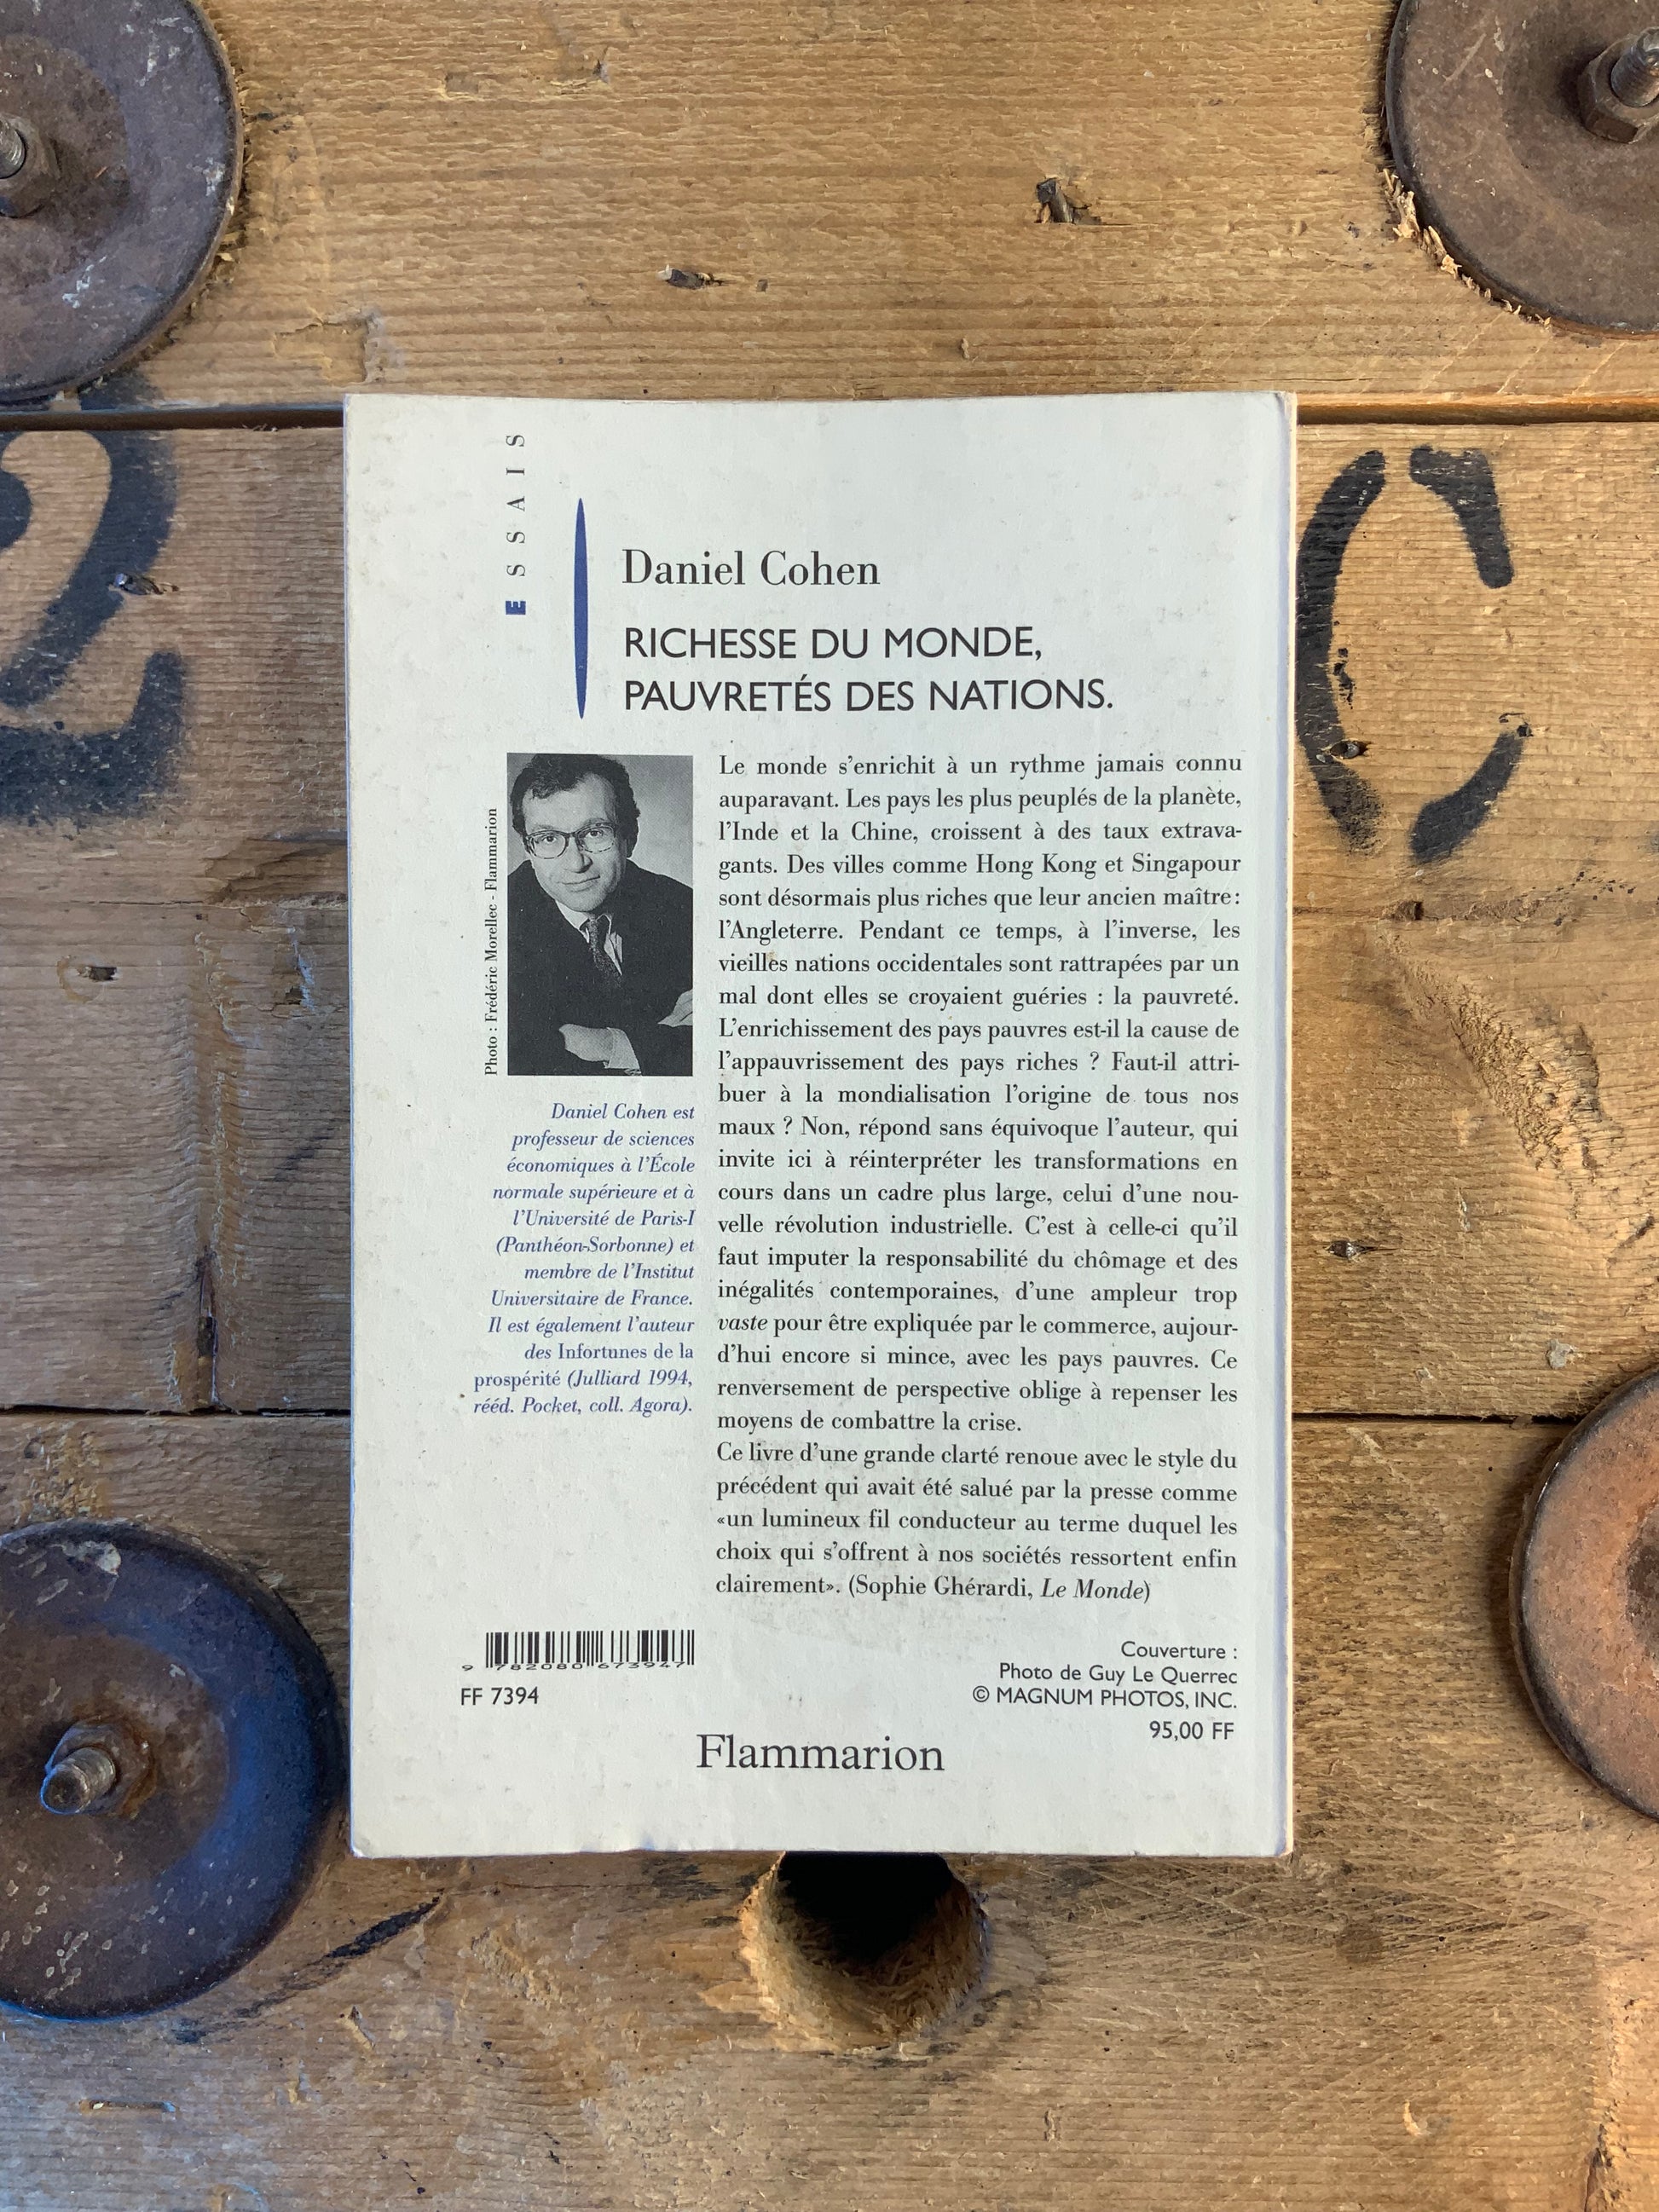 ESSAIS
Daniel Cohen
RICHESSE DU MONDE,
PAUVRETÉS DES NATIONS.
Photo : Frédéric Morellec - Flammarion
Daniel Cohen est
professeur de sciences
économiques à l'École
normale supérieure et à
l'Université de Paris-I
(Panthéon-Sorbonne) et
membre de l'Institut
Universitaire de France.
Il est également l'auteur
des Infortunes de la
prospérité (Julliard 1994,
rééd. Pocket, coll. Agora).
Le monde s'enrichit à un rythme jamais connu
auparavant. Les pays les plus peuplés de la planète,
l'Inde et la Chine, croissent à des taux extrava-
gants. Des villes comme Hong Kong et Singapour
sont désormais plus riches que leur ancien maître :
l'Angleterre. Pendant ce temps, à l'inverse, les
vieilles nations occidentales sont rattrapées par un
mal dont elles se croyaient guéries : la pauvreté.
L'enrichissement des pays pauvres est-il la cause de
l'appauvrissement des pays riches ? Faut-il attri-
buer à la mondialisation l'origine de tous nos
maux ? Non, répond sans équivoque l'auteur, qui
invite ici à réinterpréter les transformations en
cours dans un cadre plus large, celui d'une nou-
velle révolution industrielle. C'est à celle-ci qu'il
faut imputer la responsabilité du chômage et des
inégalités contemporaines, d'une ampleur trop
vaste pour être expliquée par le commerce, aujour-
d'hui encore si mince, avec les pays pauvres. Ce
renversement de perspective oblige à repenser les
moyens de combattre la crise.
Ce livre d'une grande clarté renoue avec le style du
précédent qui avait été salué par la presse comme
«un lumineux fil conducteur au terme duquel les
choix qui s'offrent à nos sociétés ressortent enfin
clairement». (Sophie Ghérardi, Le Monde)
9 782080 673947
FF 7394
Couverture :
Photo de Guy Le Querrec
© MAGNUM PHOTOS, INC.
95,00 FF
Flammarion
2
C